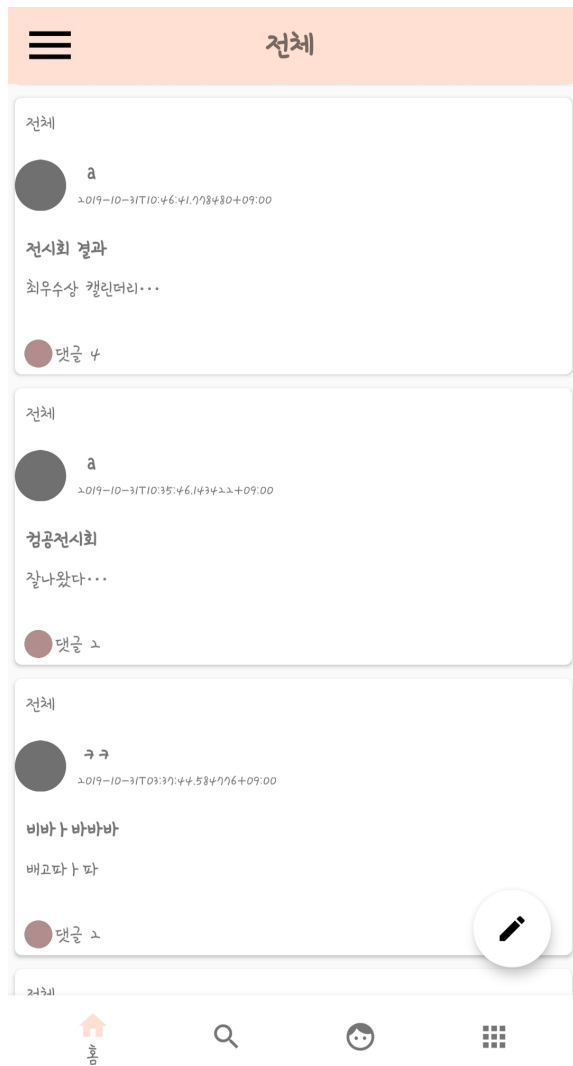 전체
전체
a
2019-10-31T10:46:41.778480+09:00
전시회 결과
최우수상 캘린더리...
댓글 4
전체
a
2019-10-31T10:35:46.143422+09:00
컴공전시회
잘나왔다...
댓글 2
전체
ㅋㅋ
2019-10-31T03:37:44.584776+09:00
비바ㅏ바바바
배고파ㅏ파
댓글 2
전체
홈